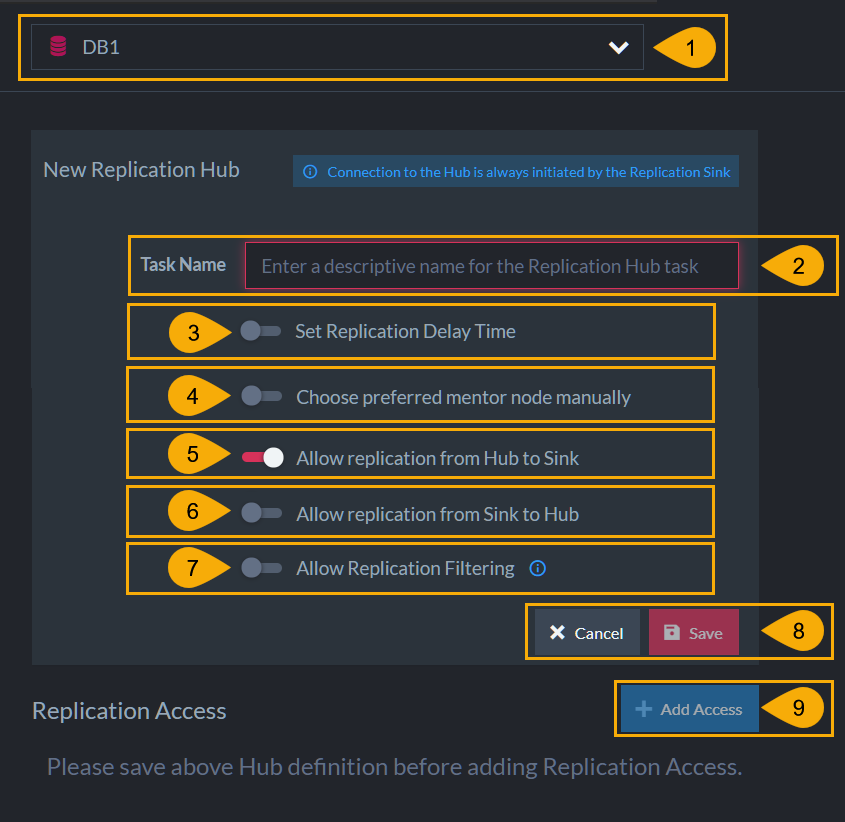 DB1
1
New Replication Hub
Connection to the Hub is always initiated by the Replication Sink
Task Name
Enter a descriptive name for the Replication Hub task
2
3
Set Replication Delay Time
4
Choose preferred mentor node manually
5
Allow replication from Hub to Sink
6
Allow replication from Sink to Hub
7
Allow Replication Filtering
Cancel
Save
8
Replication Access
Add Access
9
Please save above Hub definition before adding Replication Access.